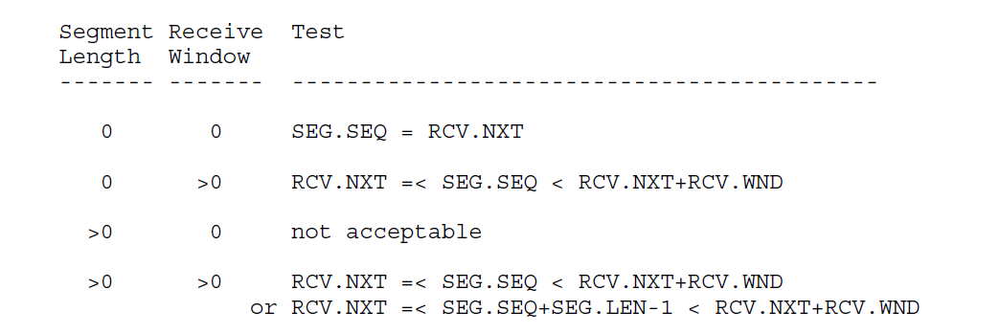 Segment Receive  Test
Length  Window
------- -------  -------------------------------------------
0       0     SEG.SEQ = RCV.NXT
0      >0     RCV.NXT =< SEG.SEQ < RCV.NXT+RCV.WND
>0       0     not acceptable
>0      >0     RCV.NXT =< SEG.SEQ < RCV.NXT+RCV.WND
or RCV.NXT =< SEG.SEQ+SEG.LEN-1 < RCV.NXT+RCV.WND